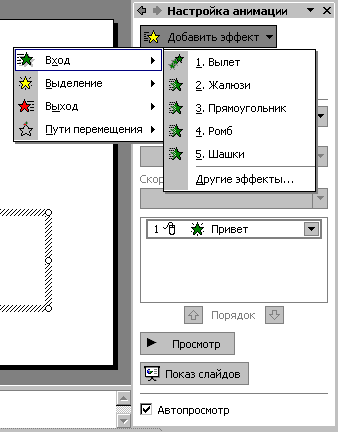 Настройка анимации
Добавить эффект
Вход
Выделение
Выход
Пути перемещения
1. Вылет
2. Жалюзи
3. Прямоугольник
4. Ромб
5. Шашки
Другие эффекты...
Скор
1 Привет
Порядок
Просмотр
Показ слайдов
Автопросмотр